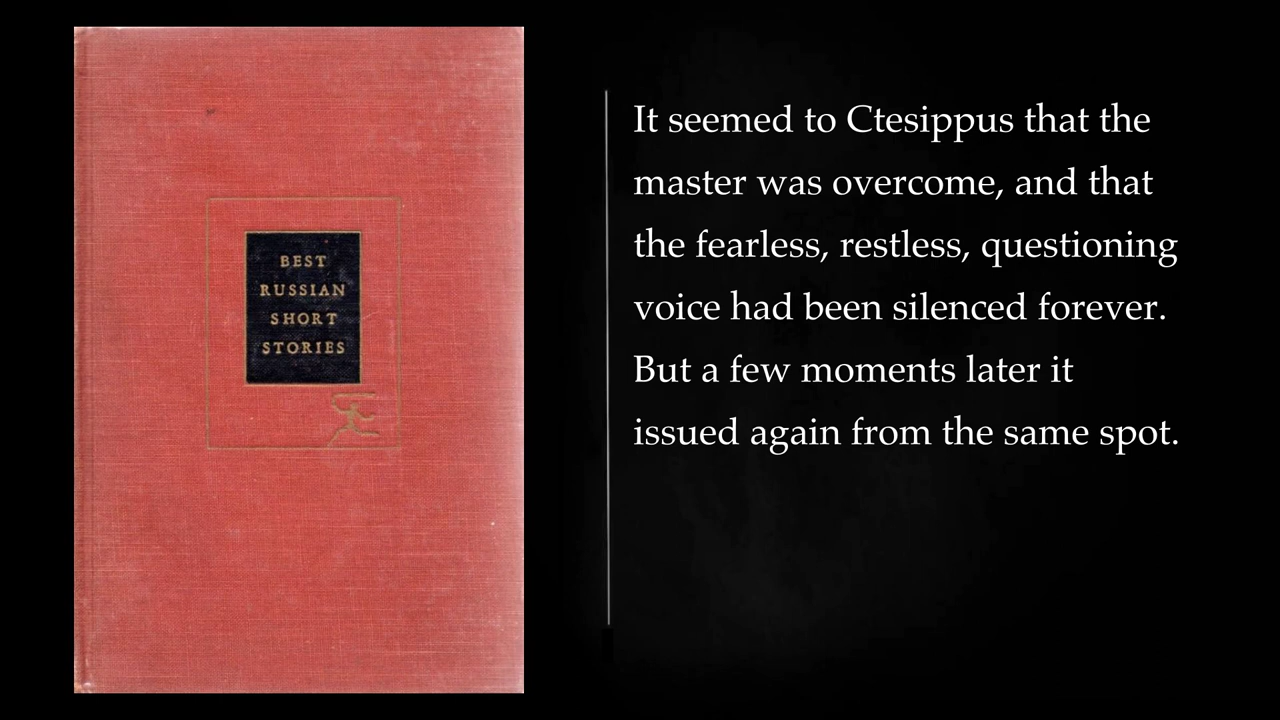 BEST
RUSSIAN
SHORT
STORIES
It seemed to Ctesippus that the
master was overcome, and that
the fearless, restless, questioning
voice had been silenced forever.
But a few moments later it
issued again from the same spot.